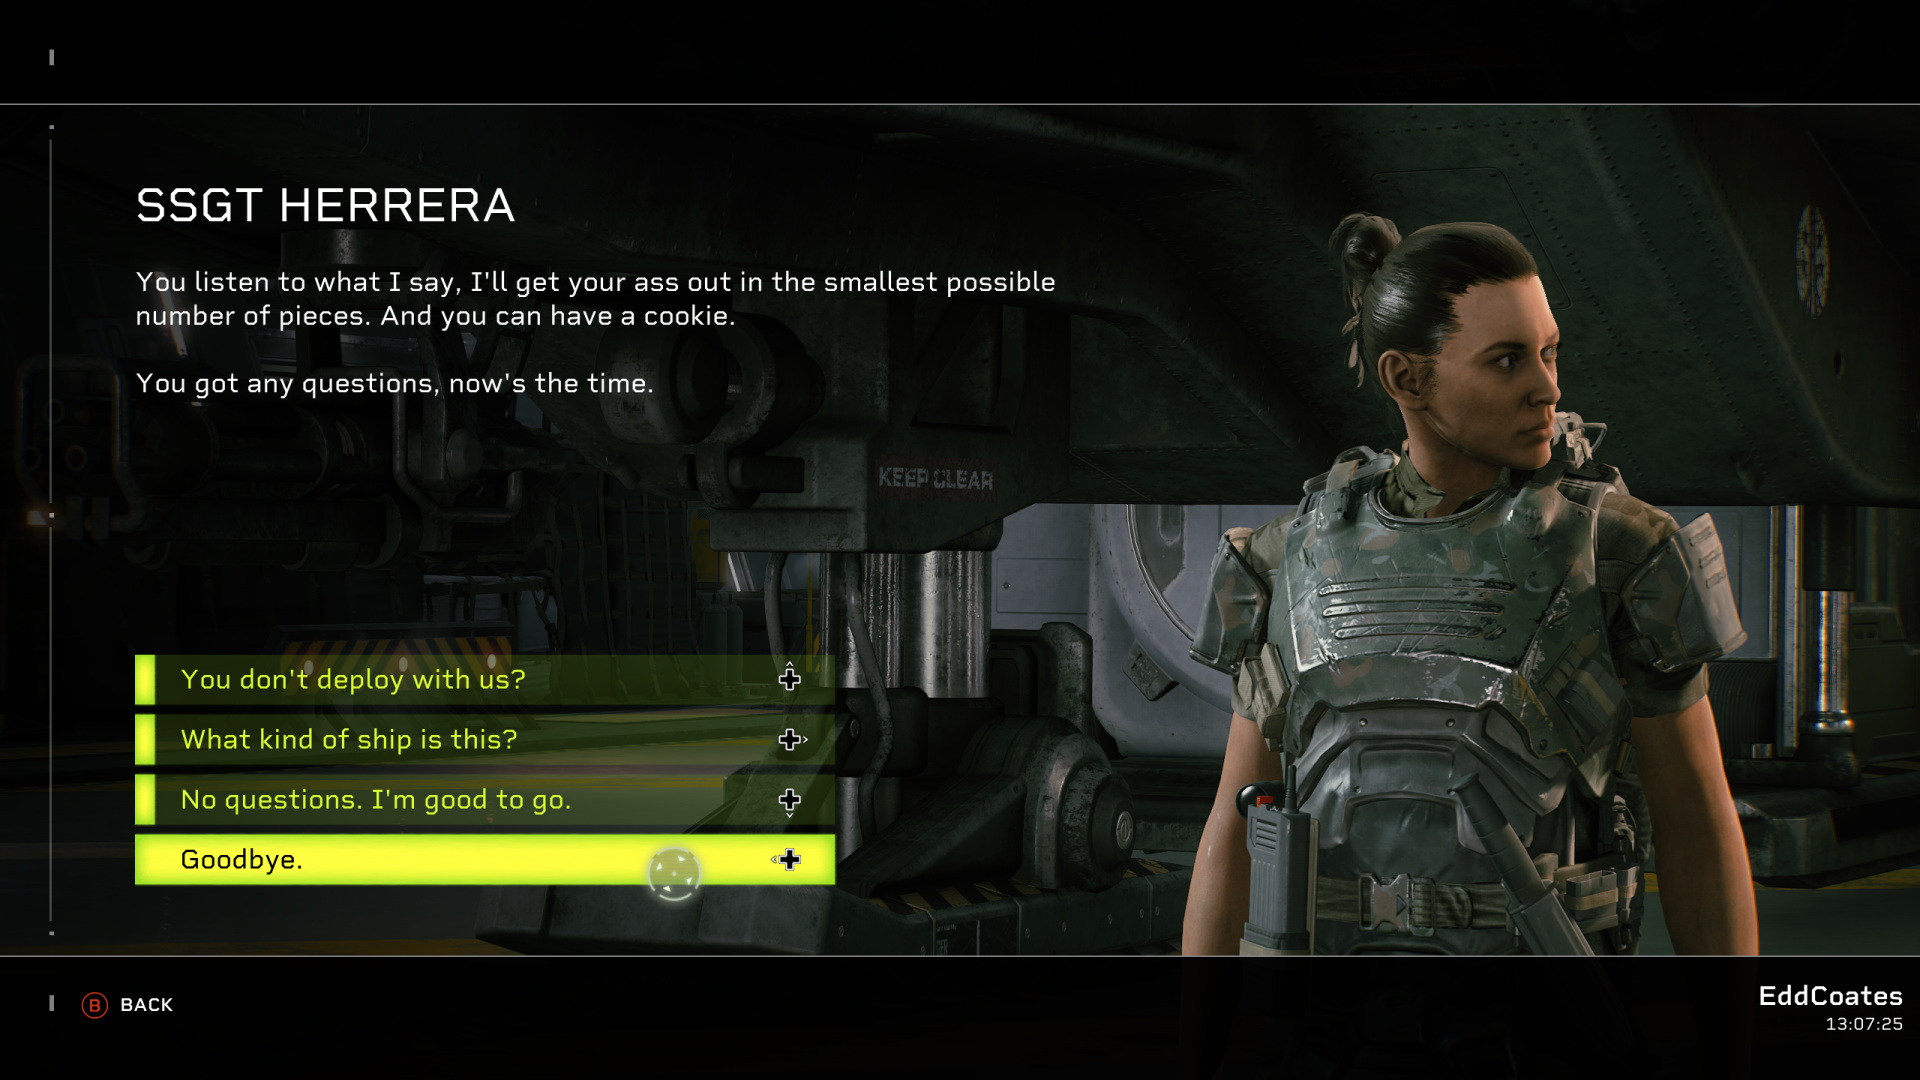 SSGT HERRERA
You listen to what I say, I'll get your ass out in the smallest possible
number of pieces. And you can have a cookie.
You got any questions, now's the time.
KEEP CLEAR
You don't deploy with us?
What kind of ship is this?
No questions. I'm good to go.
Goodbye.
B BACK
EddCoates
13:07:25